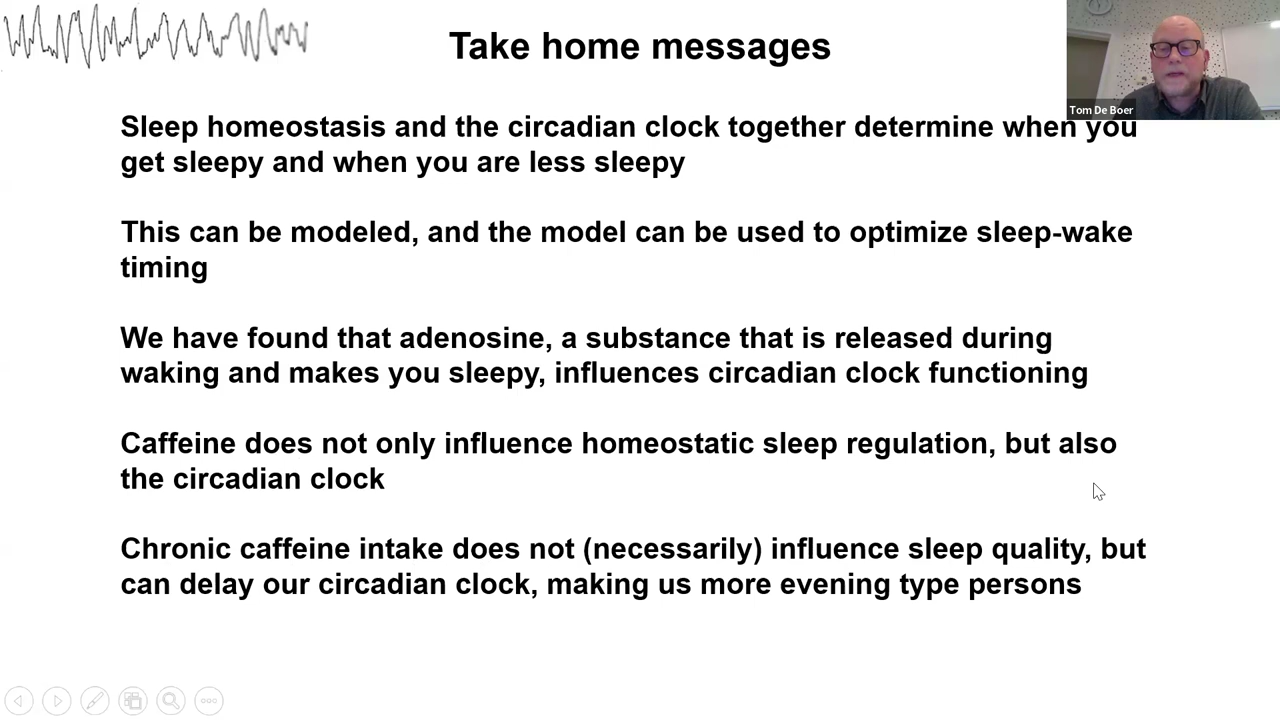 Take home messages
Tom De Boer
Sleep homeostasis and the circadian clock together determine when you
get sleepy and when you are less sleepy
This can be modeled, and the model can be used to optimize sleep-wake
timing
We have found that adenosine, a substance that is released during
waking and makes you sleepy, influences circadian clock functioning
Caffeine does not only influence homeostatic sleep regulation, but also
the circadian clock
Chronic caffeine intake does not (necessarily) influence sleep quality, but
can delay our circadian clock, making us more evening type persons